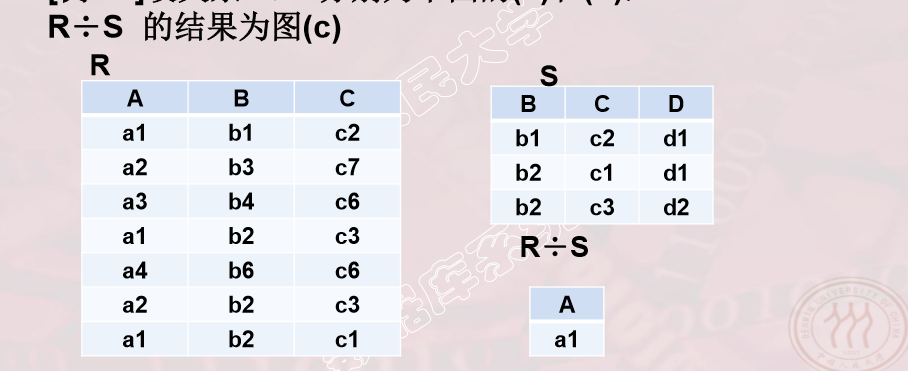 R÷S 的结果为图(c)
R
A B C
a1 b1 c2
a2 b3 c7
a3 b4 c6
a1 b2 c3
a4 b6 c6
a2 b2 c3
a1 b2 c1
S
B C D
b1 c2 d1
b2 c1 d1
b2 c3 d2
R÷S
A
a1